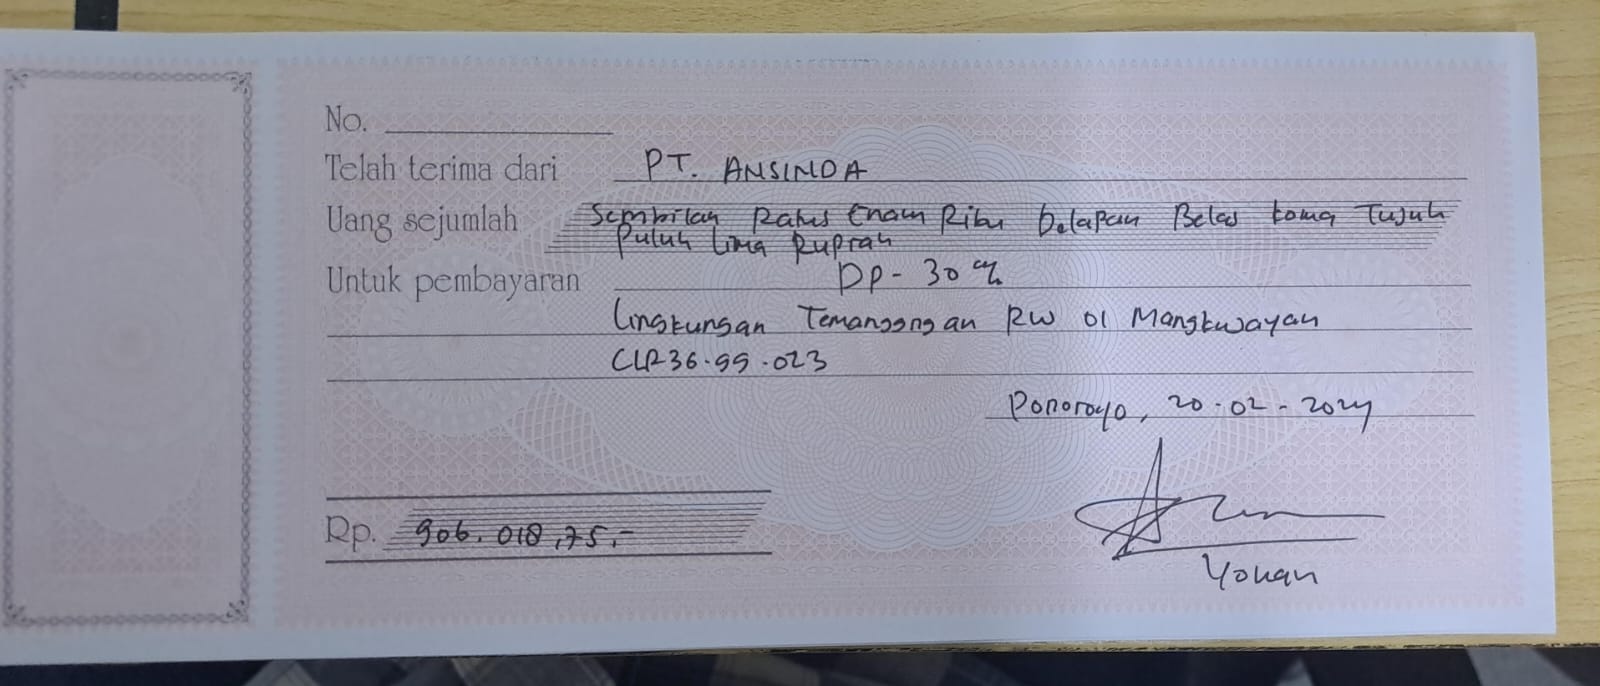 No.
Telah terima dari PT. ANSINDA
Uang sejumlah Sembilan Ratus Enam Ribu Delapan Belas koma Tujuh
Puluh Lima Rupiah
Untuk pembayaran DP - 30 %
Lingkungan Temanggongan RW 01 Mangkuwayan
CLP36.99.023
Ponorogo, 20-02-2024
Rp. 906.018,75,-
Yohan